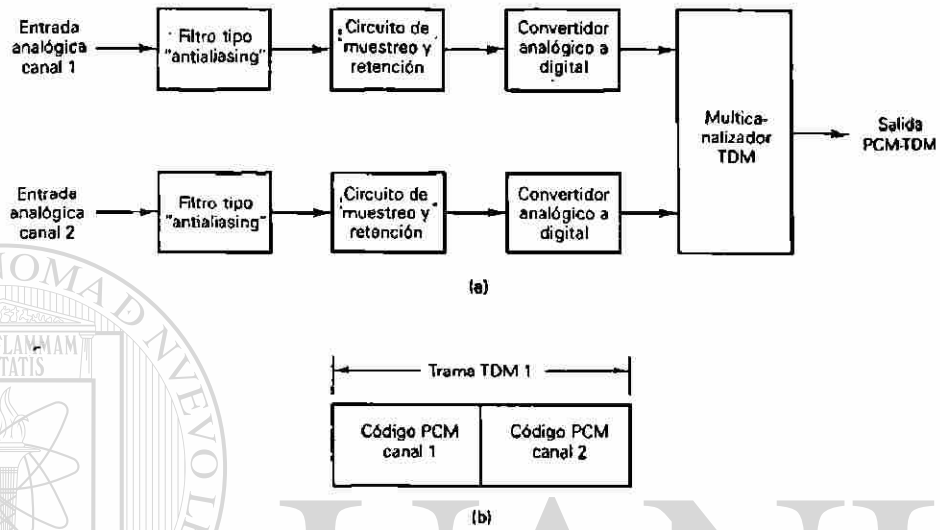 Entrada
analógica
canal 1
Filtro tipo
"antialiasing"
Circuito de
muestreo y
retención
Convertidor
analógico a
digital
Multica-
nalizador
TDM
Salida
PCM-TDM
Entrada
analógica
canal 2
Filtro tipo
"antialiasing"
Circuito de
muestreo y
retención
Convertidor
analógico a
digital
(a)
Trama TDM 1
Código PCM
canal 1
Código PCM
canal 2
(b)